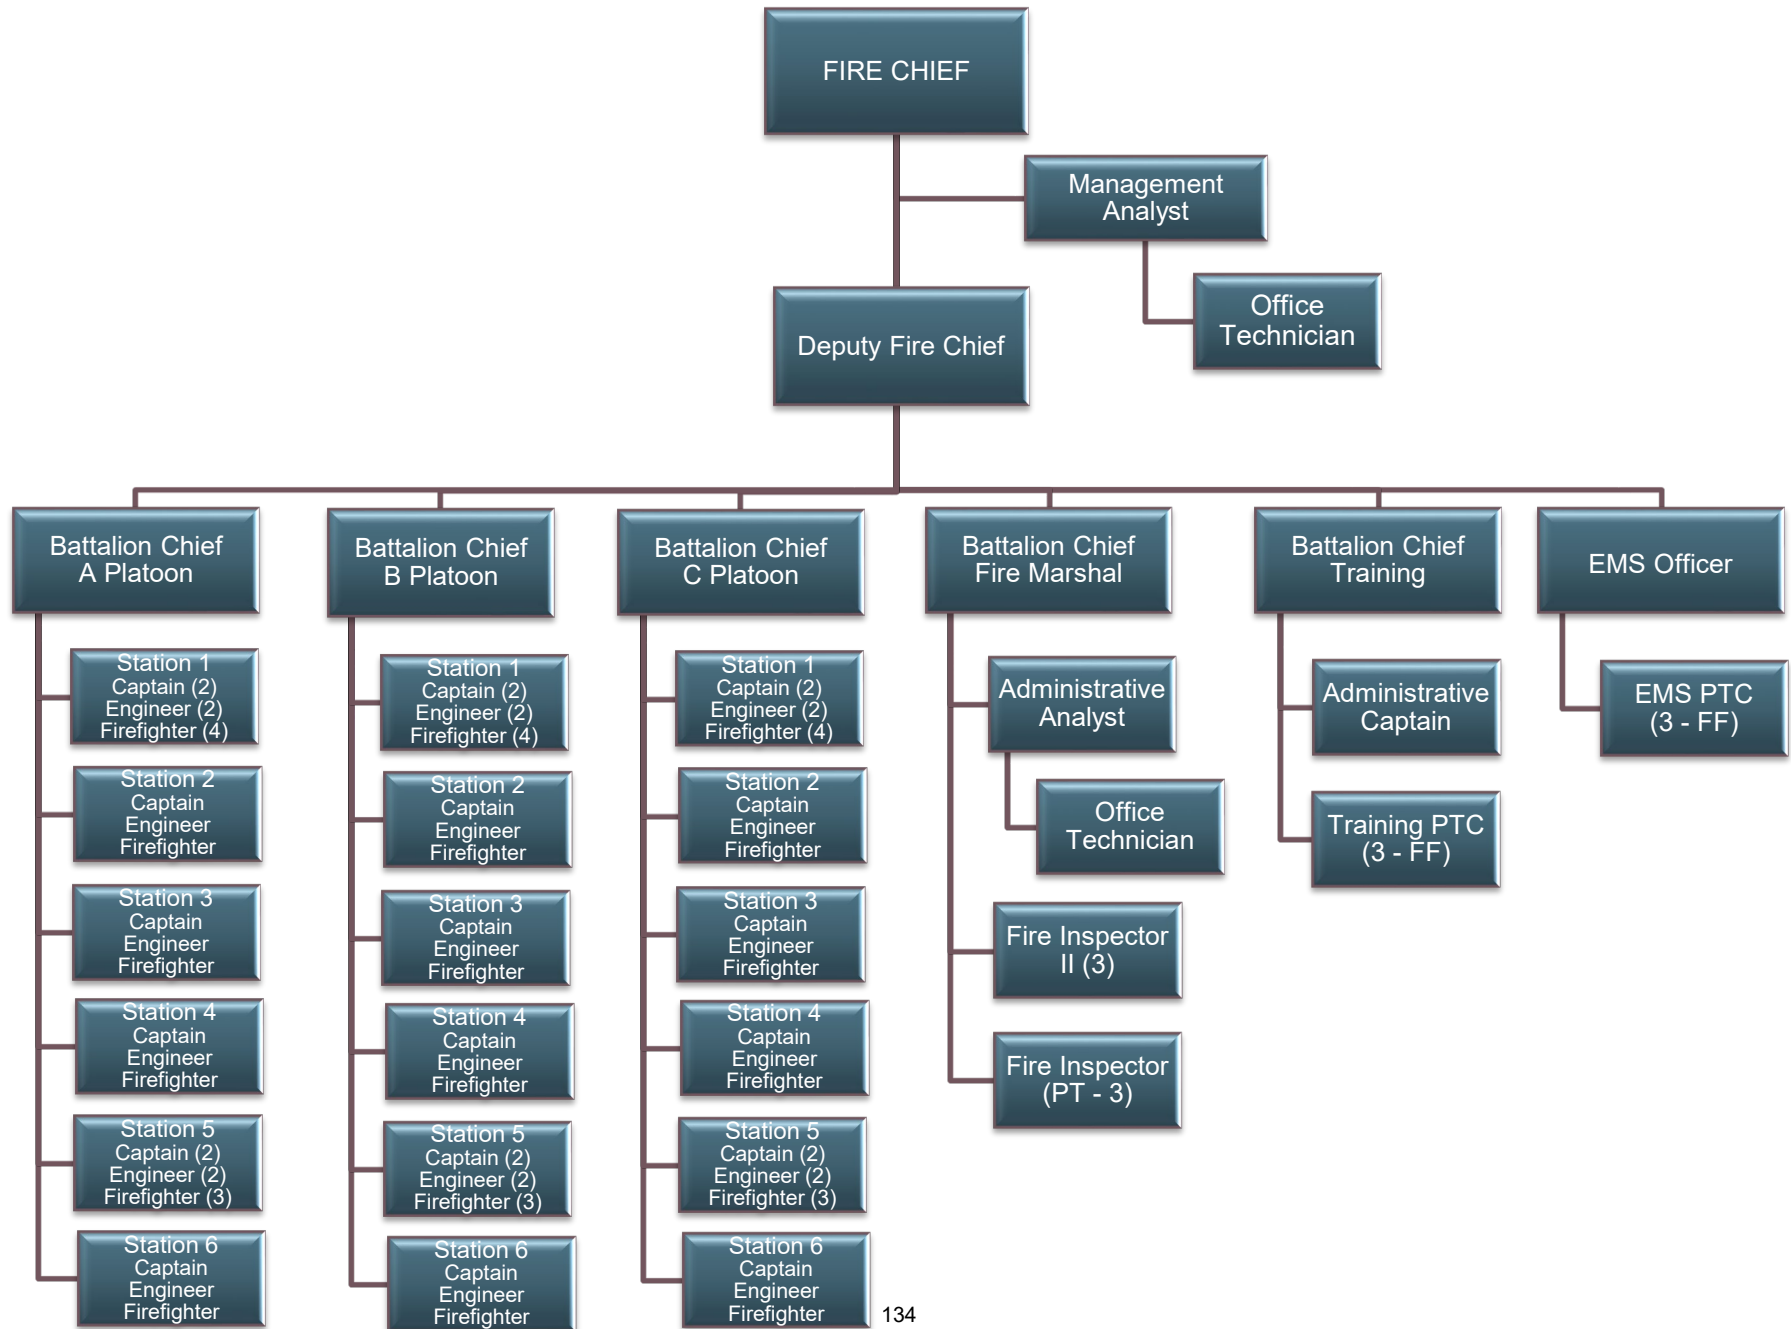 FIRE CHIEF
Management
Analyst
Office
Technician
Deputy Fire Chief
Battalion Chief
A Platoon
Station 1
Captain (2)
Engineer (2)
Firefighter (4)
Station 2
Captain
Engineer
Firefighter
Station 3
Captain
Engineer
Firefighter
Station 4
Captain
Engineer
Firefighter
Station 5
Captain (2)
Engineer (2)
Firefighter (3)
Station 6
Captain
Engineer
Firefighter
Battalion Chief
B Platoon
Station 1
Captain (2)
Engineer (2)
Firefighter (4)
Station 2
Captain
Engineer
Firefighter
Station 3
Captain
Engineer
Firefighter
Station 4
Captain
Engineer
Firefighter
Station 5
Captain (2)
Engineer (2)
Firefighter (3)
Station 6
Captain
Engineer
Firefighter
Battalion Chief
C Platoon
Station 1
Captain (2)
Engineer (2)
Firefighter (4)
Station 2
Captain
Engineer
Firefighter
Station 3
Captain
Engineer
Firefighter
Station 4
Captain
Engineer
Firefighter
Station 5
Captain (2)
Engineer (2)
Firefighter (3)
Station 6
Captain
Engineer
Firefighter
Battalion Chief
Fire Marshal
Administrative
Analyst
Office
Technician
Fire Inspector
II (3)
Fire Inspector
(PT - 3)
Battalion Chief
Training
Administrative
Captain
Training PTC
(3 - FF)
EMS Officer
EMS PTC
(3 - FF)
134